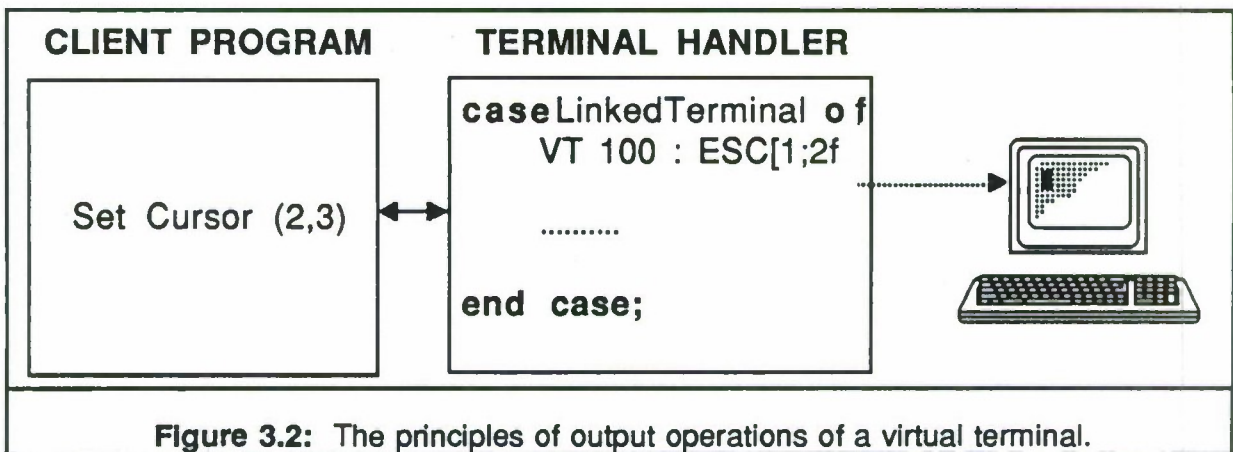 CLIENT PROGRAM
TERMINAL HANDLER
Set Cursor (2,3)
case LinkedTerminal of
VT 100 : ESC[1;2f
..........
end case;
Figure 3.2: The principles of output operations of a virtual terminal.